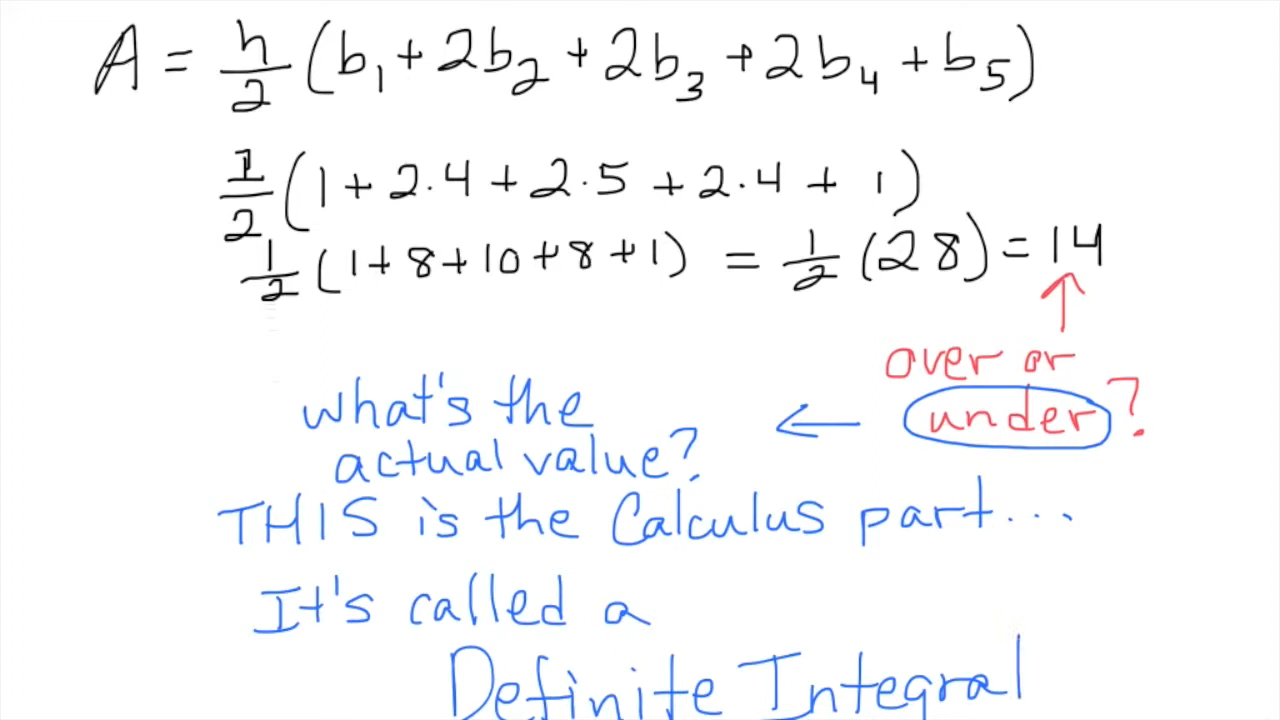 A = h/2 (b₁ + 2b₂ + 2b₃ + 2b₄ + b₅)
1/2 (1 + 2·4 + 2·5 + 2·4 + 1)
1/2 (1 + 8 + 10 + 8 + 1) = 1/2 (28) = 14
over or
under?
what's the
actual value?
THIS is the Calculus part...
It's called a
Definite Integral